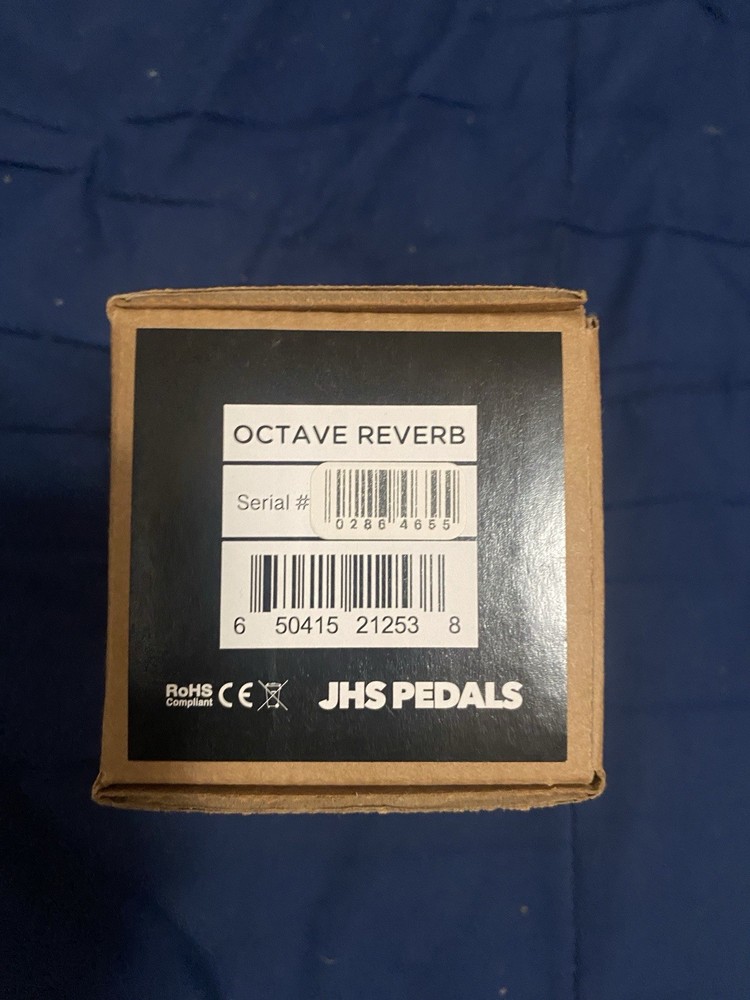 OCTAVE REVERB
Serial #
0286 4655
6 50415 21253 8
RoHS
Compliant
CE
JHS PEDALS